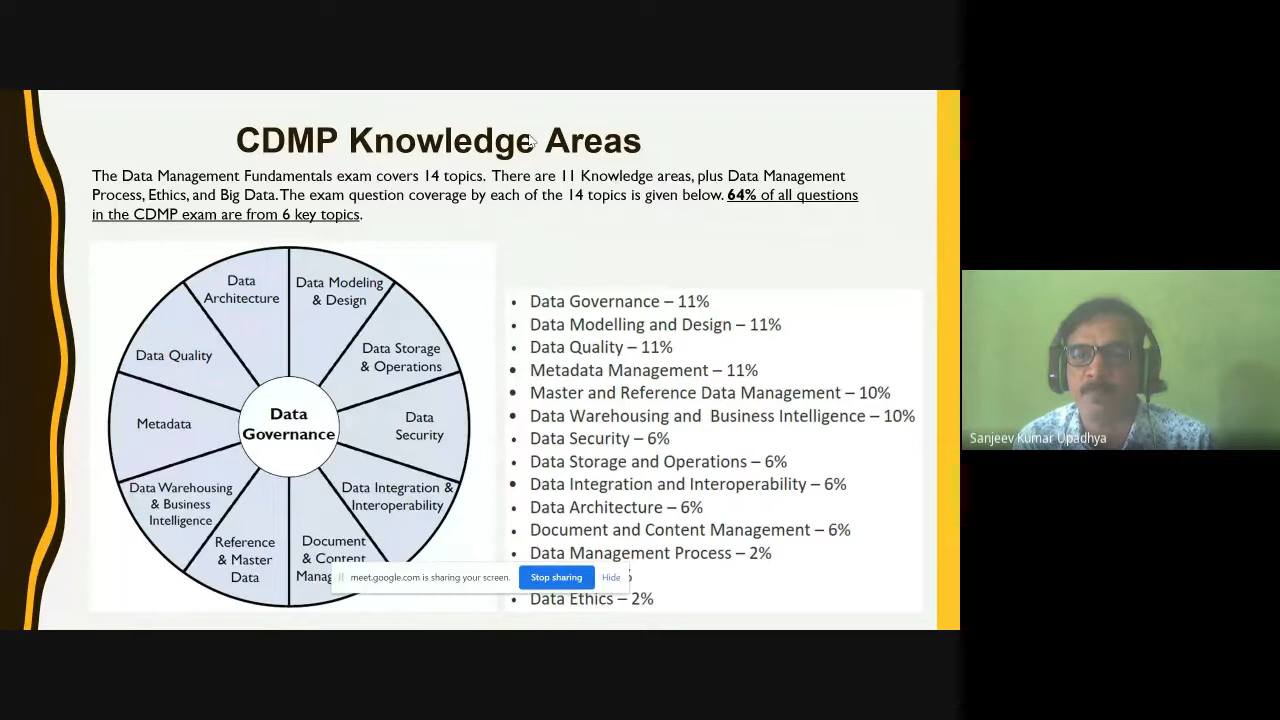 CDMP Knowledge Areas
The Data Management Fundamentals exam covers 14 topics. There are 11 Knowledge areas, plus Data Management
Process, Ethics, and Big Data. The exam question coverage by each of the 14 topics is given below. 64% of all questions
in the CDMP exam are from 6 key topics.
Data
Architecture
Data Modeling
& Design
Data Quality
Data Storage
& Operations
Metadata
Data
Governance
Data
Security
Data Warehousing
& Business
Intelligence
Data Integration &
Interoperability
Reference
& Master
Data
Document
& Content
• Data Governance – 11%
• Data Modelling and Design – 11%
• Data Quality – 11%
• Metadata Management – 11%
• Master and Reference Data Management – 10%
• Data Warehousing and Business Intelligence – 10%
• Data Security – 6%
• Data Storage and Operations – 6%
• Data Integration and Interoperability – 6%
• Data Architecture – 6%
• Document and Content Management – 6%
• Data Management Process – 2%
• Data Ethics – 2%
meet.google.com is sharing your screen.
Stop sharing
Hide
Sanjeev Kumar Upadhya